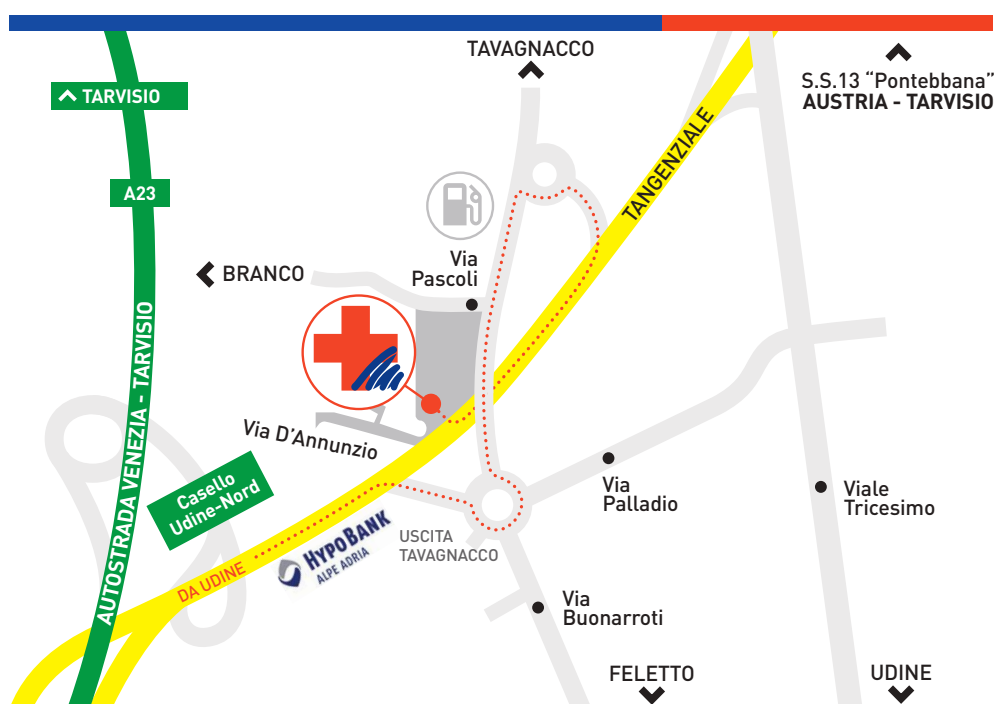 TAVAGNACCO
S.S.13 “Pontebbana”
AUSTRIA - TARVISIO
TARVISIO
A23
TANGENZIALE
Via
Pascoli
BRANCO
AUTOSTRADA VENEZIA - TARVISIO
Via D’Annunzio
Casello
Udine-Nord
Via
Palladio
Viale
Tricesimo
HYPO BANK
ALPE ADRIA
USCITA
TAVAGNACCO
DA UDINE
Via
Buonarroti
FELETTO
UDINE